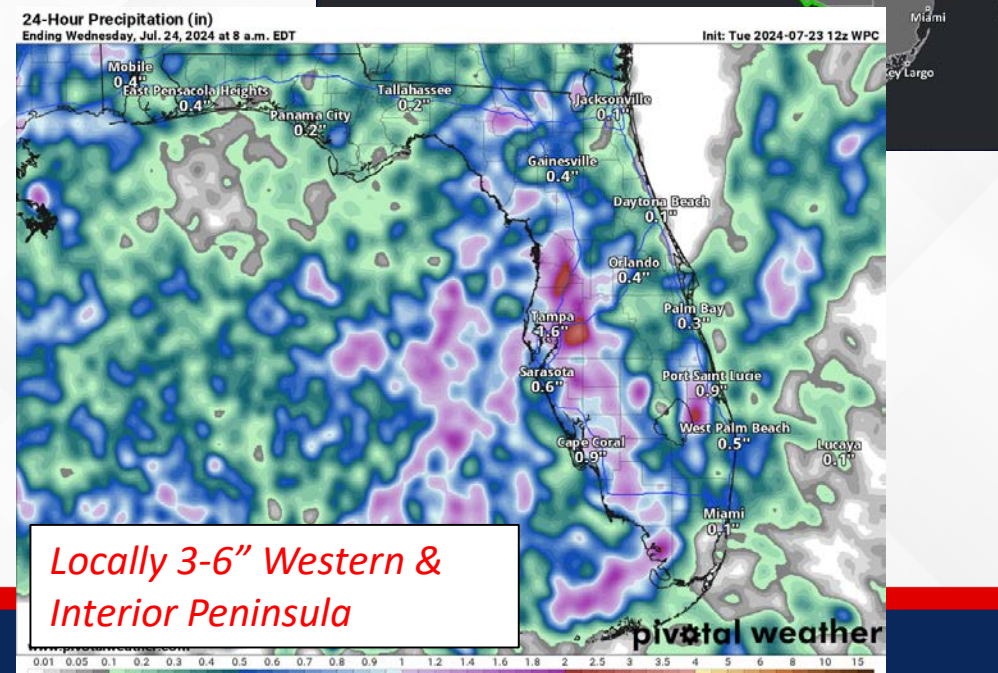 24-Hour Precipitation (in)
Ending Wednesday, Jul. 24, 2024 at 8 a.m. EDT
Init: Tue 2024-07-23 12z WPC
Miami
ey Largo
Mobile
0.4"
East Pensacola Heights
0.4"
Panama City
0.2"
Tallahassee
0.2"
Jacksonville
0.1"
Gainesville
0.4"
Daytona Beach
0.1"
Orlando
0.4"
Tampa
1.6"
Palm Bay
0.3"
Sarasota
0.6"
Port Saint Lucie
0.9"
West Palm Beach
0.5"
Cape Coral
0.9"
Lucaya
0.1"
Miami
0.1"
Locally 3-6” Western &
Interior Peninsula
pivotal weather
www.pivotalweather.com
0.01 0.05 0.1 0.2 0.3 0.4 0.5 0.6 0.7 0.8 0.9 1 1.2 1.4 1.6 1.8 2 2.5 3 3.5 4 5 6 8 10 15